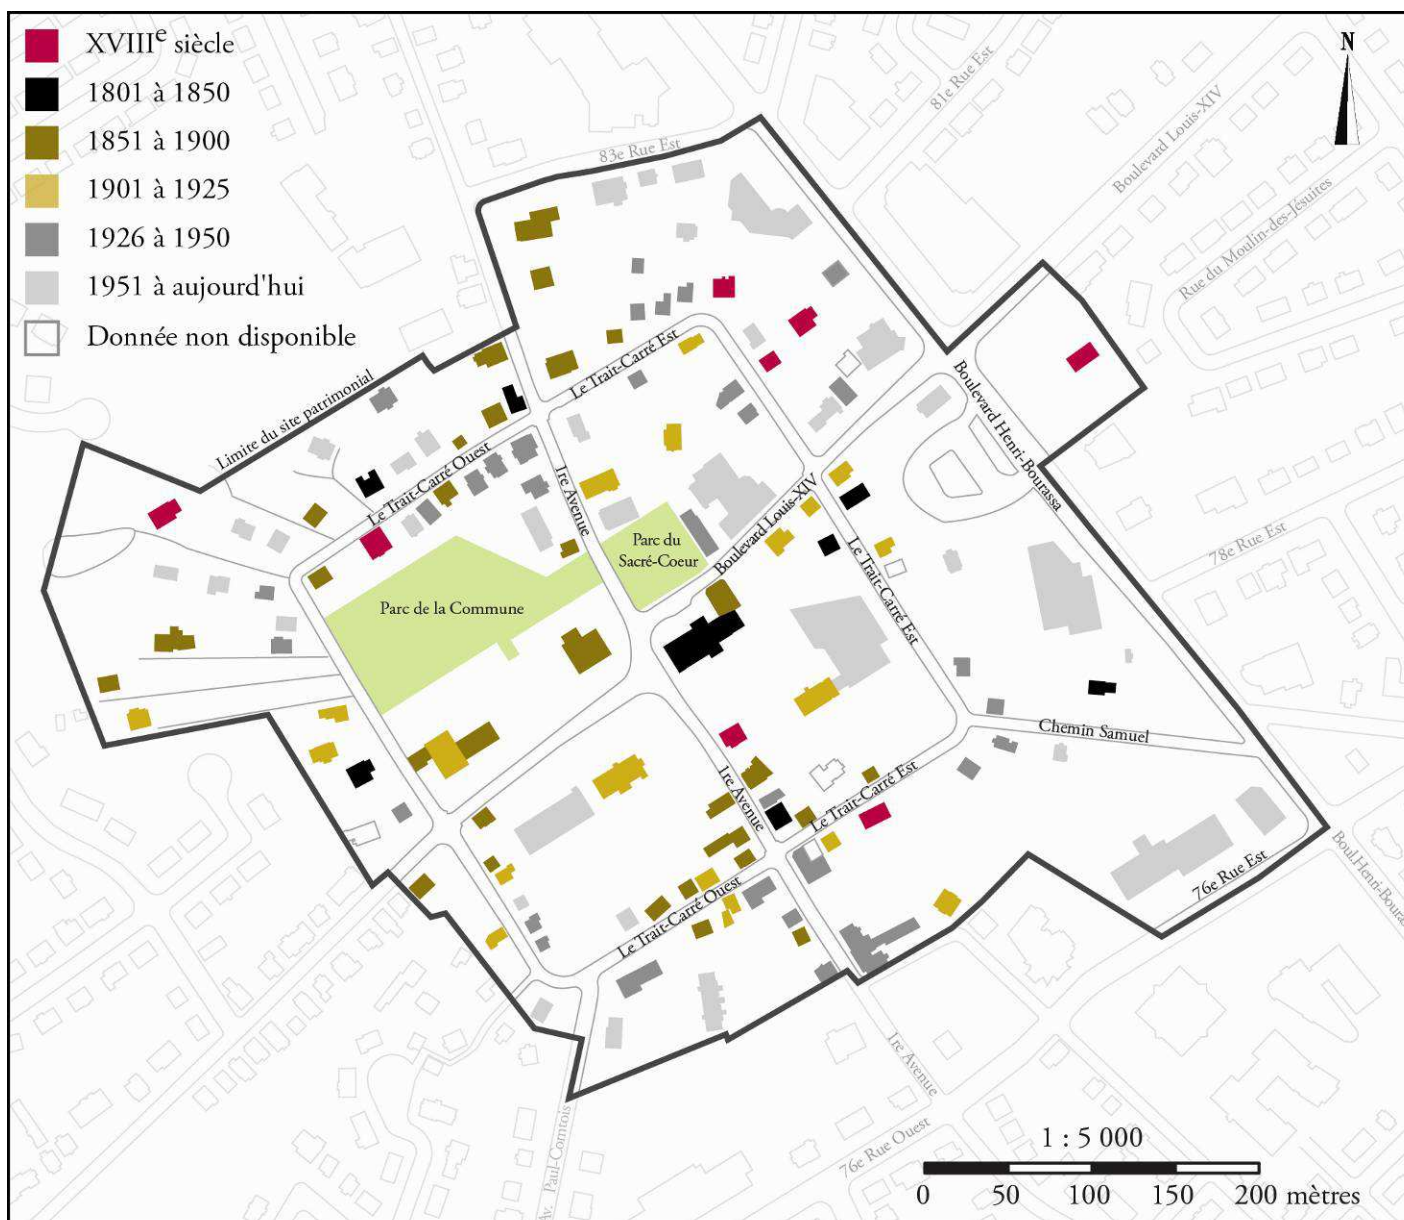 XVIIIe siècle
1801 à 1850
1851 à 1900
1901 à 1925
1926 à 1950
1951 à aujourd'hui
Donnée non disponible
N
81e Rue Est
83e Rue Est
Boulevard Louis-XIV
Rue du Moulin-des-Jésuites
Limite du site patrimonial
Le Trait-Carré Est
Boulevard Henri-Bourassa
Le Trait-Carré Ouest
1re Avenue
Boulevard Louis-XIV
Parc du
Sacré-Coeur
78e Rue Est
Le Trait-Carré Est
Parc de la Commune
Chemin Samuel
1re Avenue
Le Trait-Carré Est
76e Rue Est
Boul.Henri-Bouras
Le Trait-Carré Ouest
1re Avenue
Av. Paul-Comtois
76e Rue Ouest
1 : 5 000
0 50 100 150 200 mètres